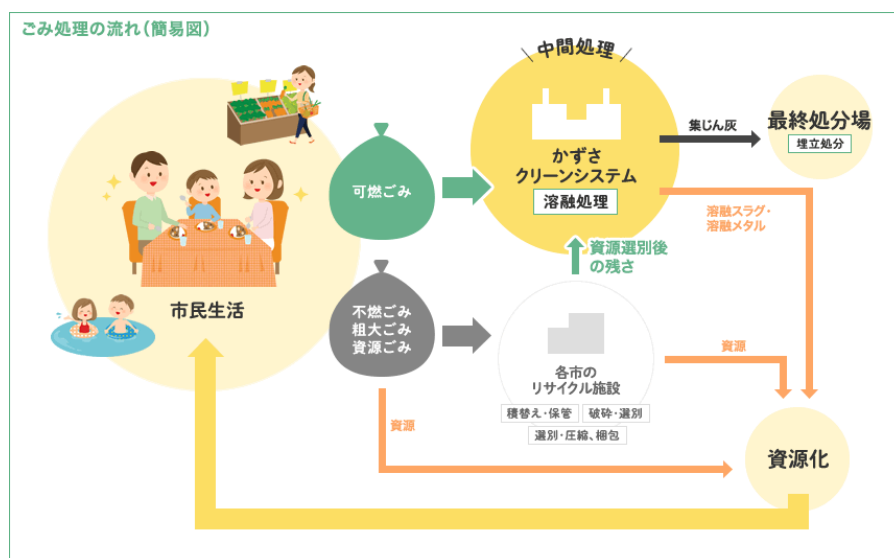 ごみ処理の流れ(簡易図)
中間処理
かずさ
クリーンシステム
溶融処理
集じん灰
最終処分場
埋立処分
可燃ごみ
溶融スラグ・
溶融メタル
資源選別後
の残さ
市民生活
不燃ごみ
粗大ごみ
資源ごみ
各市の
リサイクル施設
積替え・保管
破砕・選別
選別・圧縮、梱包
資源
資源
資源化